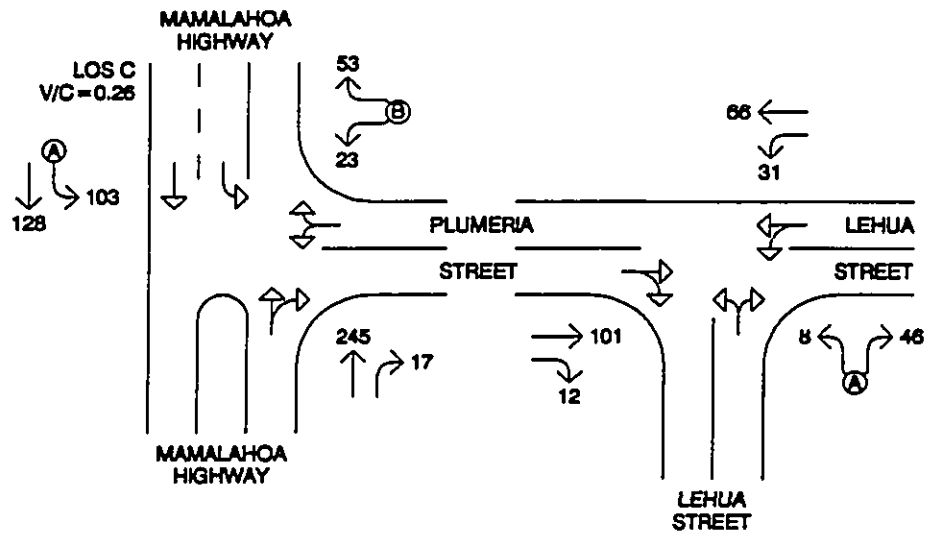 MAMALAHOA
HIGHWAY
LOS C
V/C = 0.26
53
B
23
66
31
A
103
128
PLUMERIA
LEHUA
STREET
STREET
245
17
101
12
8
46
A
MAMALAHOA
HIGHWAY
LEHUA
STREET